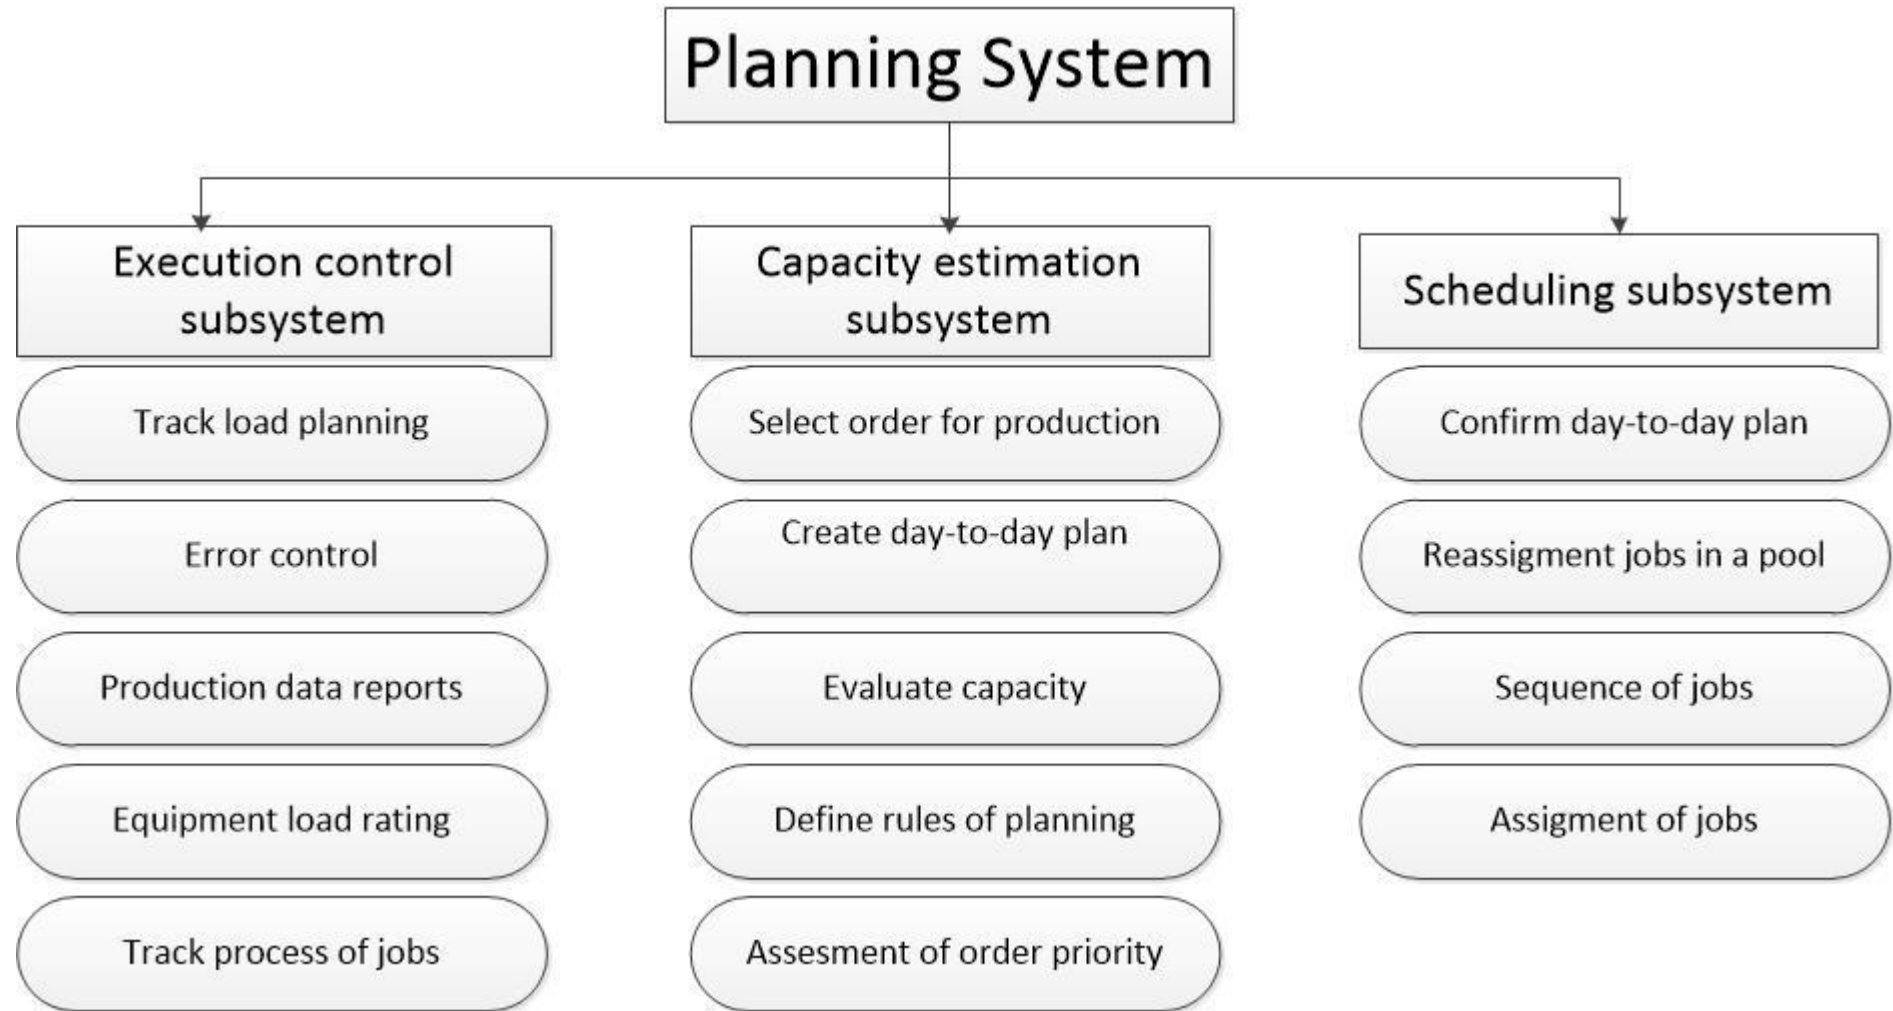 Planning System
Execution control
subsystem
Track load planning
Error control
Production data reports
Equipment load rating
Track process of jobs
Capacity estimation
subsystem
Select order for production
Create day-to-day plan
Evaluate capacity
Define rules of planning
Assesment of order priority
Scheduling subsystem
Confirm day-to-day plan
Reassigment jobs in a pool
Sequence of jobs
Assigment of jobs